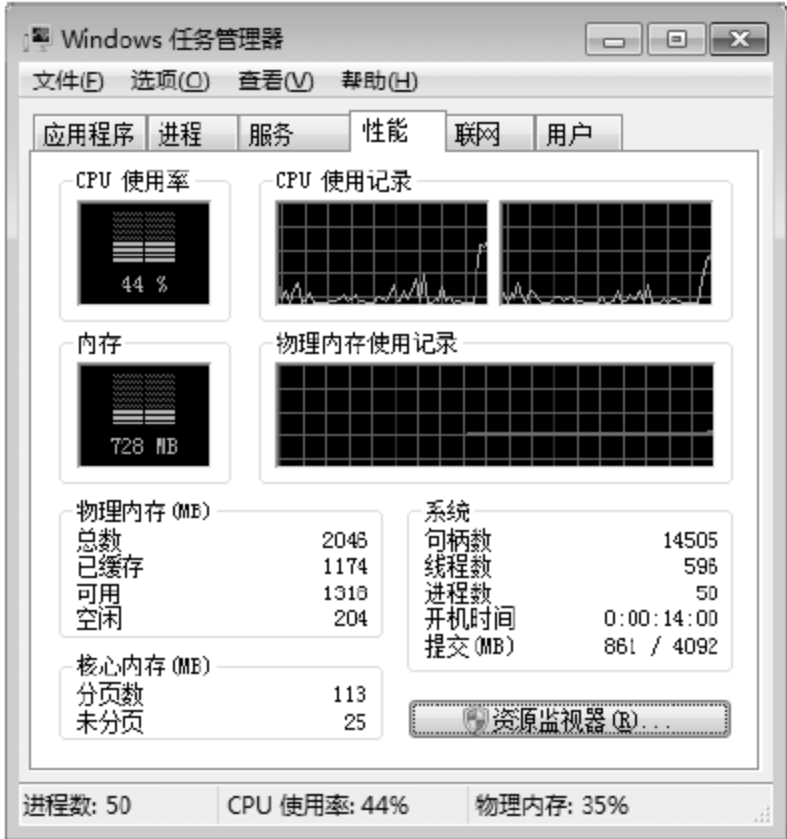 Windows 任务管理器
文件(F) 选项(O) 查看(V) 帮助(H)
应用程序 进程 服务 性能 联网 用户
CPU 使用率 CPU 使用记录
44 %
内存 物理内存使用记录
728 MB
物理内存(MB)
总数 2046
已缓存 1174
可用 1318
空闲 204
核心内存(MB)
分页数 113
未分页 25
系统
句柄数 14505
线程数 596
进程数 50
开机时间 0:00:14:00
提交(MB) 861 / 4092
资源监视器(R)...
进程数: 50 CPU 使用率: 44% 物理内存: 35%